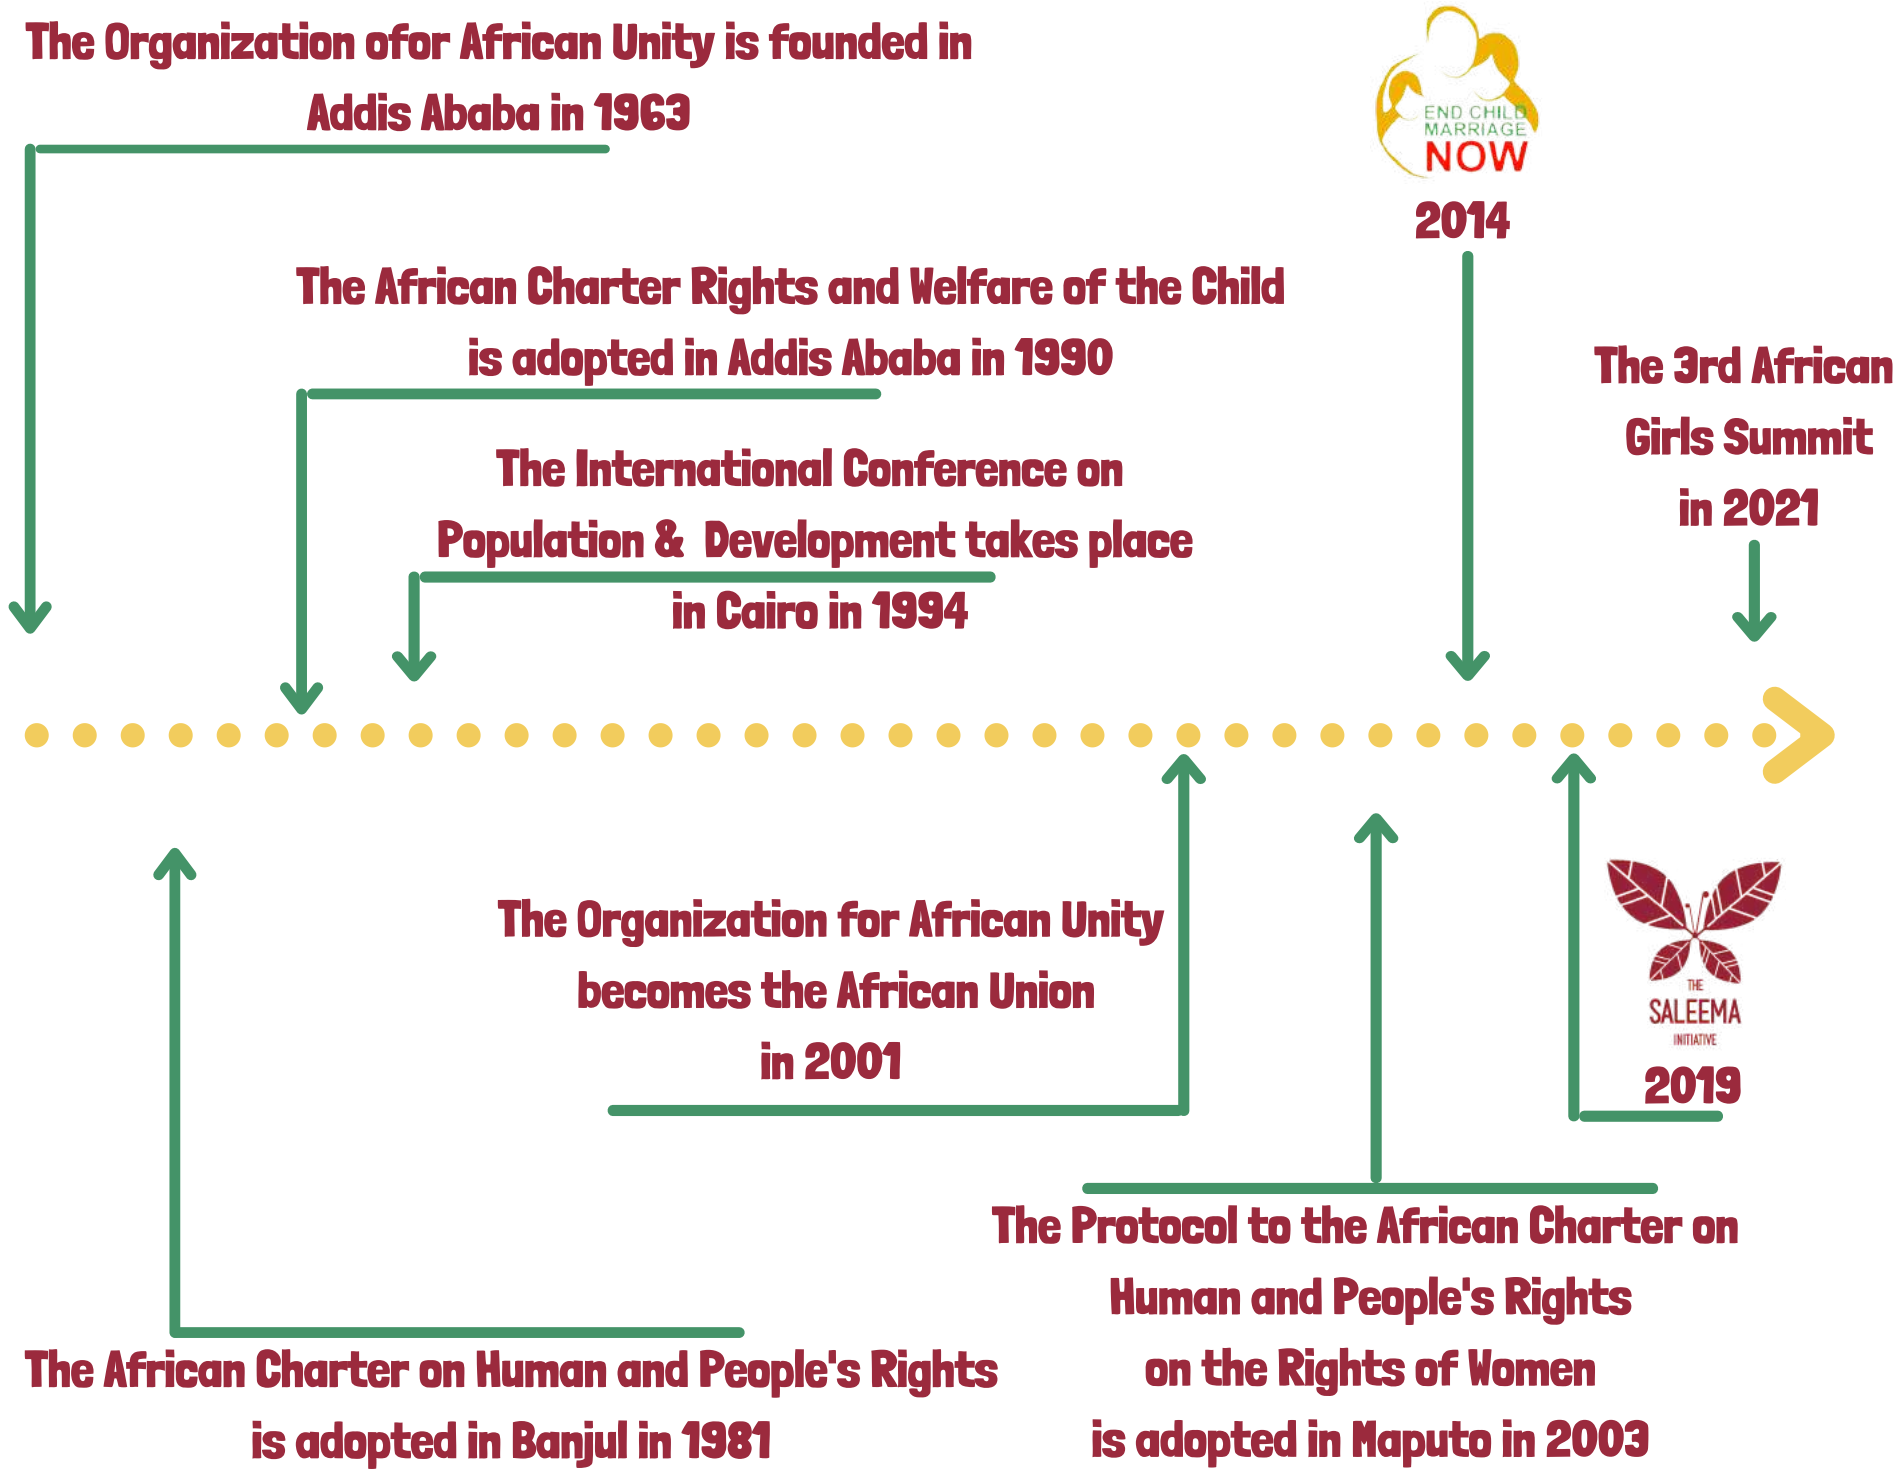 The Organization ofor African Unity is founded in
Addis Ababa in 1963
END CHILD
MARRIAGE
NOW
2014
The African Charter Rights and Welfare of the Child
is adopted in Addis Ababa in 1990
The 3rd African
Girls Summit
in 2021
The International Conference on
Population &  Development takes place
in Cairo in 1994
The Organization for African Unity
becomes the African Union
in 2001
THE
SALEEMA
INITIATIVE
2019
The Protocol to the African Charter on
Human and People's Rights
on the Rights of Women
is adopted in Maputo in 2003
The African Charter on Human and People's Rights
is adopted in Banjul in 1981